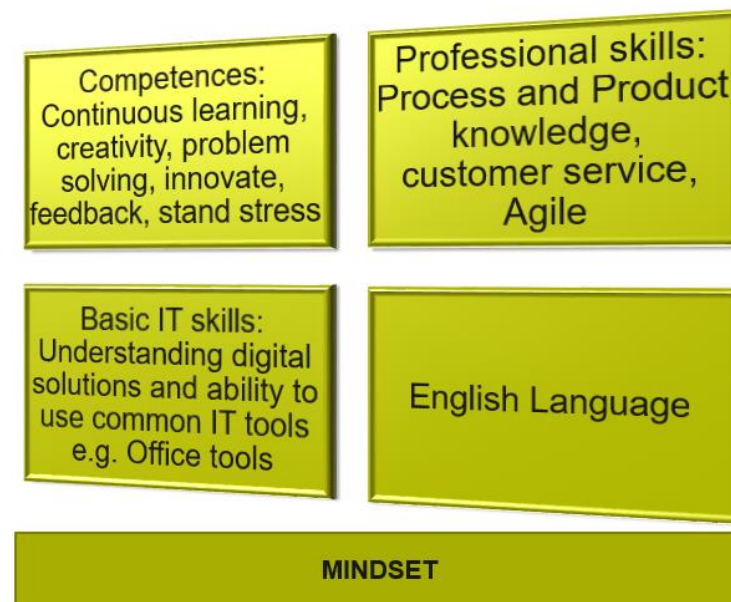 Competences:
Continuous learning,
creativity, problem
solving, innovate,
feedback, stand stress
Professional skills:
Process and Product
knowledge,
customer service,
Agile
Basic IT skills:
Understanding digital
solutions and ability to
use common IT tools
e.g. Office tools
English Language
MINDSET